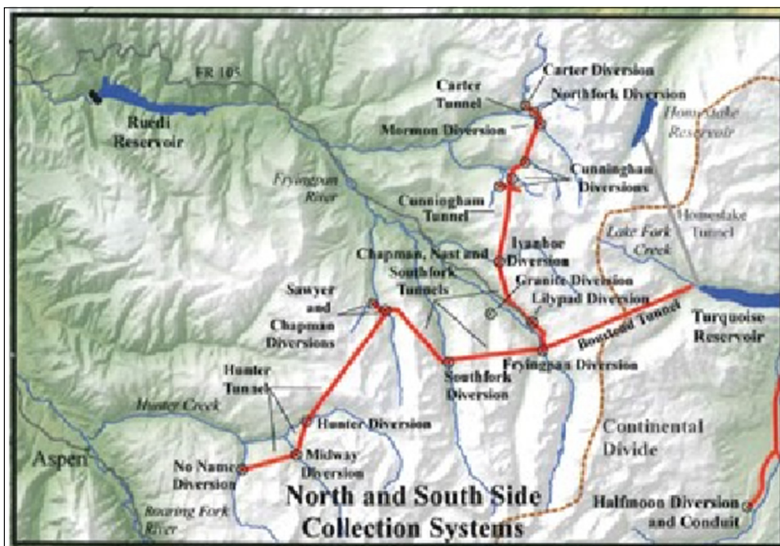 FR 105
Ruedi
Reservoir
Fryingpan
River
Carter
Tunnel
Carter Diversion
Northfork Diversion
Mormon Diversion
Homestake
Reservoir
Cunningham
Diversions
Cunningham
Tunnel
Homestake
Tunnel
Lake Fork
Creek
Ivanhoe
Diversion
Chapman, Nast and
Southfork
Tunnels
Granite Diversion
Lilypad Diversion
Sawyer
and
Chapman
Diversions
Turquoise
Reservoir
Boustead Tunnel
Fryingpan Diversion
Southfork
Diversion
Hunter
Tunnel
Hunter Creek
Hunter Diversion
Continental
Divide
Aspen
No Name
Diversion
Midway
Diversion
Roaring Fork
River
North and South Side
Collection Systems
Halfmoon Diversion
and Conduit